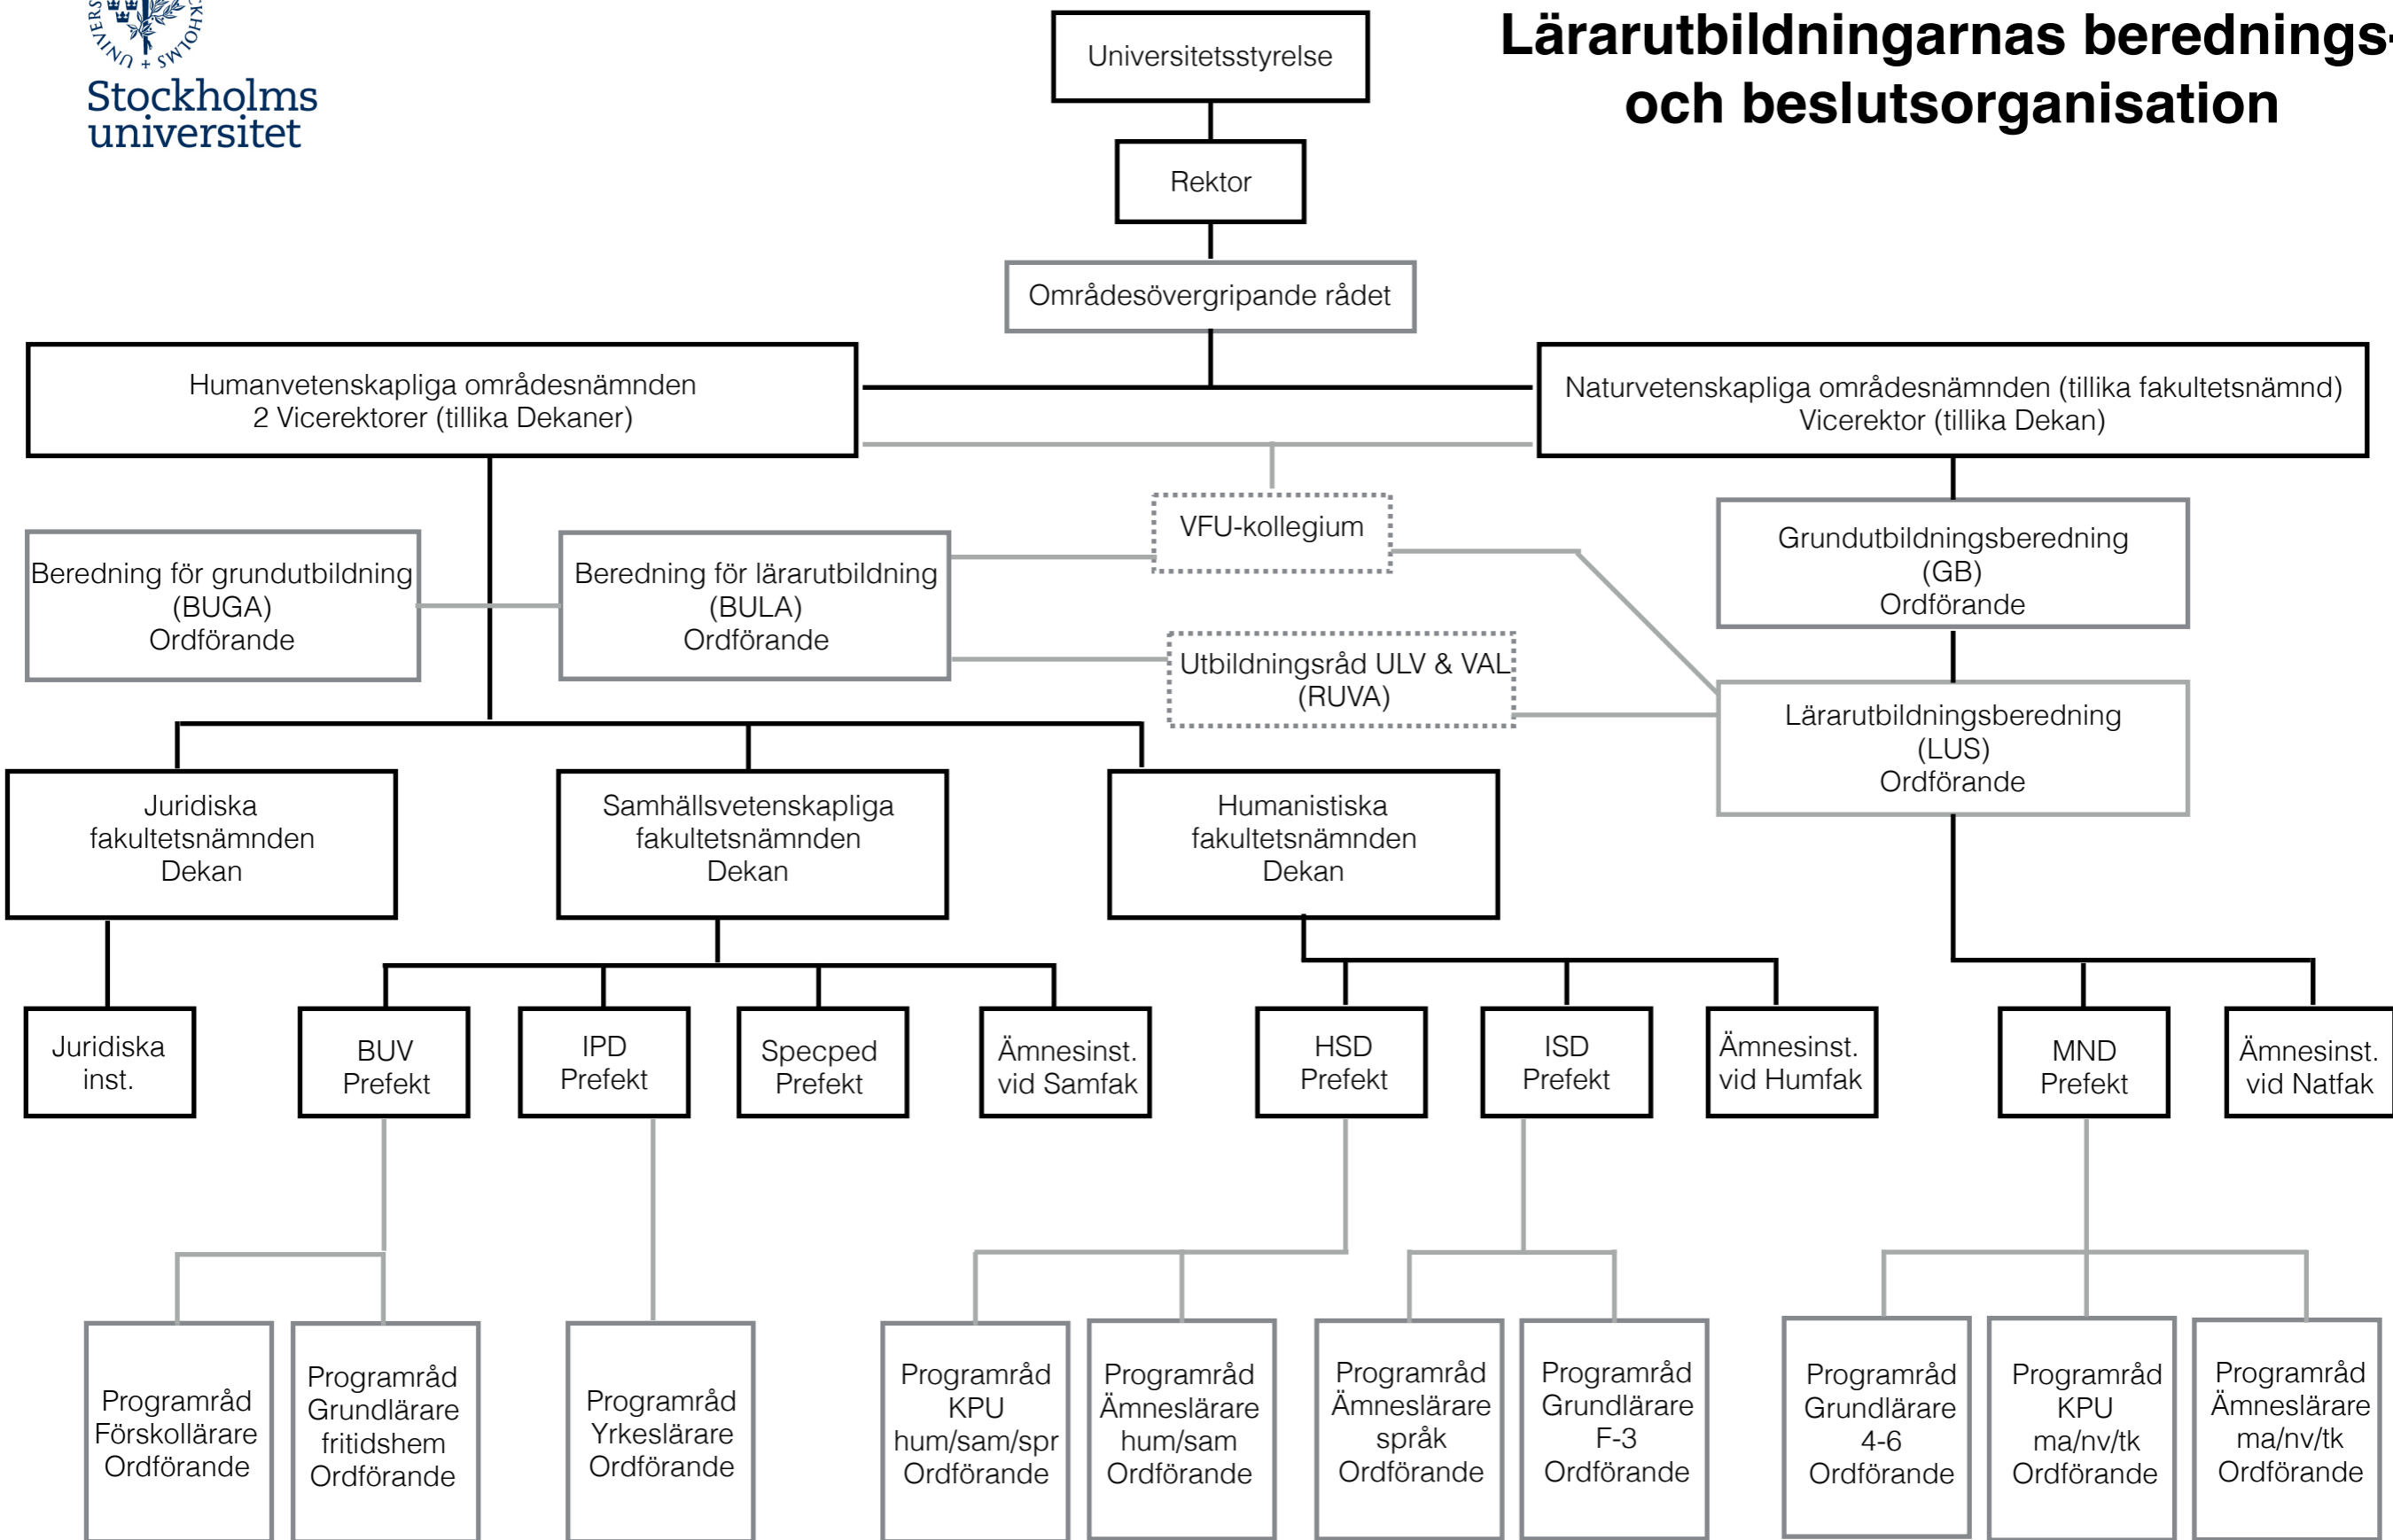 Stockholms
universitet
Lärarutbildningarnas berednings-
och beslutsorganisation
Universitetsstyrelse
Rektor
Områdesövergripande rådet
Humanvetenskapliga områdesnämnden
2 Vicerektorer (tillika Dekaner)
Naturvetenskapliga områdesnämnden (tillika fakultetsnämnd)
Vicerektor (tillika Dekan)
Beredning för grundutbildning
(BUGA)
Ordförande
Beredning för lärarutbildning
(BULA)
Ordförande
VFU-kollegium
Utbildningsråd ULV & VAL
(RUVA)
Grundutbildningsberedning
(GB)
Ordförande
Lärarutbildningsberedning
(LUS)
Ordförande
Juridiska
fakultetsnämnden
Dekan
Samhällsvetenskapliga
fakultetsnämnden
Dekan
Humanistiska
fakultetsnämnden
Dekan
Juridiska
inst.
BUV
Prefekt
IPD
Prefekt
Specped
Prefekt
Ämnesinst.
vid Samfak
HSD
Prefekt
ISD
Prefekt
Ämnesinst.
vid Humfak
MND
Prefekt
Ämnesinst.
vid Natfak
Programråd
Förskollärare
Ordförande
Programråd
Grundlärare
fritidshem
Ordförande
Programråd
Yrkeslärare
Ordförande
Programråd
KPU
hum/sam/spr
Ordförande
Programråd
Ämneslärare
hum/sam
Ordförande
Programråd
Ämneslärare
språk
Ordförande
Programråd
Grundlärare
F-3
Ordförande
Programråd
Grundlärare
4-6
Ordförande
Programråd
KPU
ma/nv/tk
Ordförande
Programråd
Ämneslärare
ma/nv/tk
Ordförande